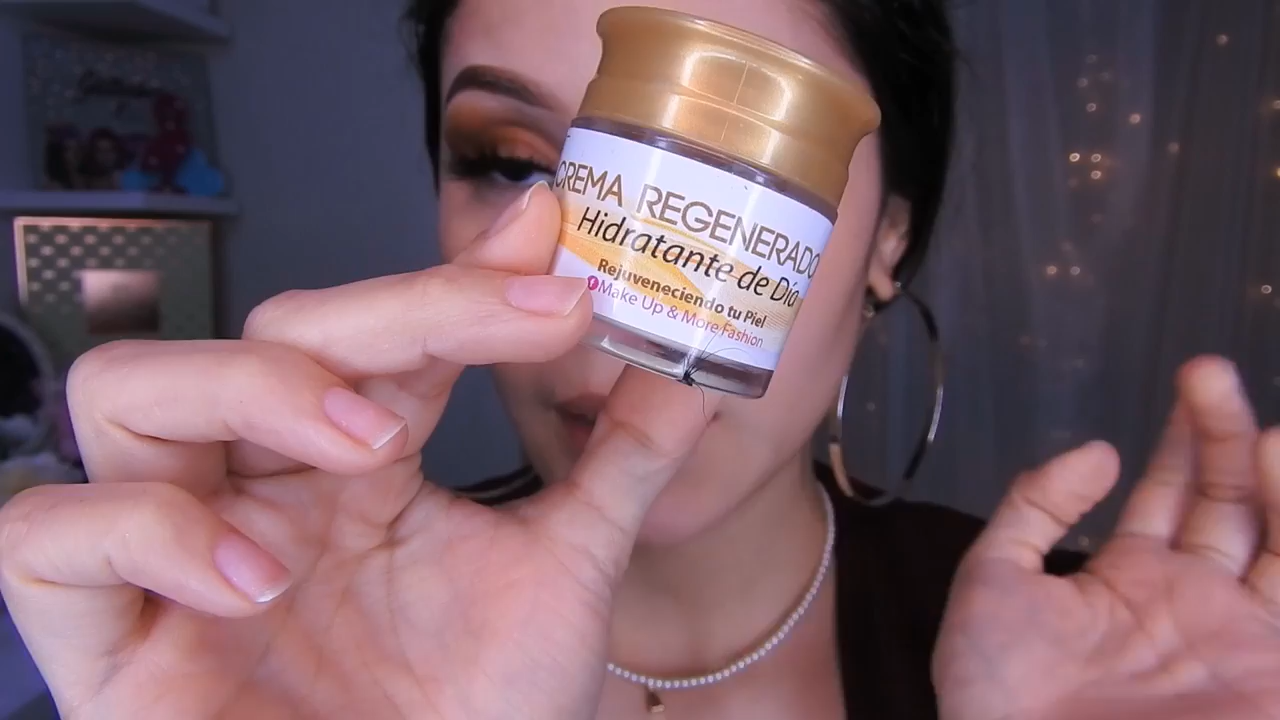 CREMA REGENERADO
Hidratante de Día
Rejuveneciendo tu Piel
Make Up & More Fashion